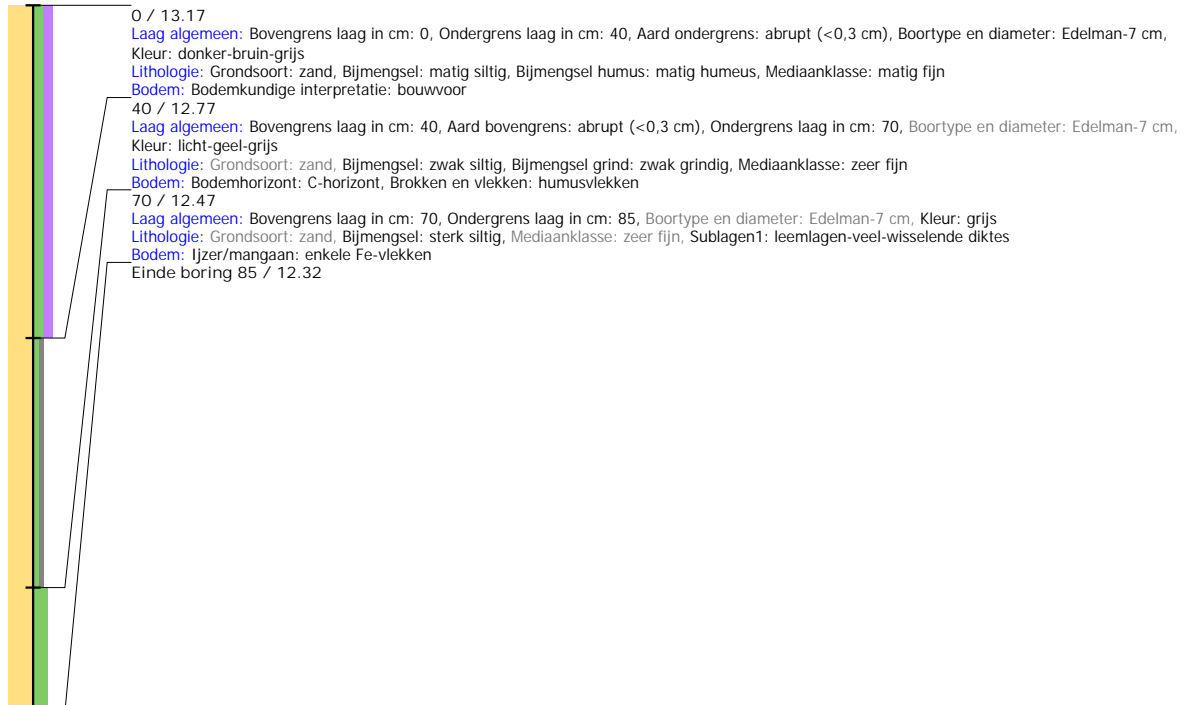 0 / 13.17
Laag algemeen: Bovengrens laag in cm: 0, Ondergrens laag in cm: 40, Aard ondergrens: abrupt (<0,3 cm), Boortype en diameter: Edelman-7 cm,
Kleur: donker-bruin-grijs
Lithologie: Grondsoort: zand, Bijmengsel: matig siltig, Bijmengsel humus: matig humeus, Mediaanklasse: matig fijn
Bodem: Bodemkundige interpretatie: bouwvoor
40 / 12.77
Laag algemeen: Bovengrens laag in cm: 40, Aard bovengrens: abrupt (<0,3 cm), Ondergrens laag in cm: 70, Boortype en diameter: Edelman-7 cm,
Kleur: licht-geel-grijs
Lithologie: Grondsoort: zand, Bijmengsel: zwak siltig, Bijmengsel grind: zwak grindig, Mediaanklasse: zeer fijn
Bodem: Bodemhorizont: C-horizont, Brokken en vlekken: humusvlekken
70 / 12.47
Laag algemeen: Bovengrens laag in cm: 70, Ondergrens laag in cm: 85, Boortype en diameter: Edelman-7 cm, Kleur: grijs
Lithologie: Grondsoort: zand, Bijmengsel: sterk siltig, Mediaanklasse: zeer fijn, Sublagen1: leemlagen-veel-wisselende diktes
Bodem: Ijzer/mangaan: enkele Fe-vlekken
Einde boring 85 / 12.32